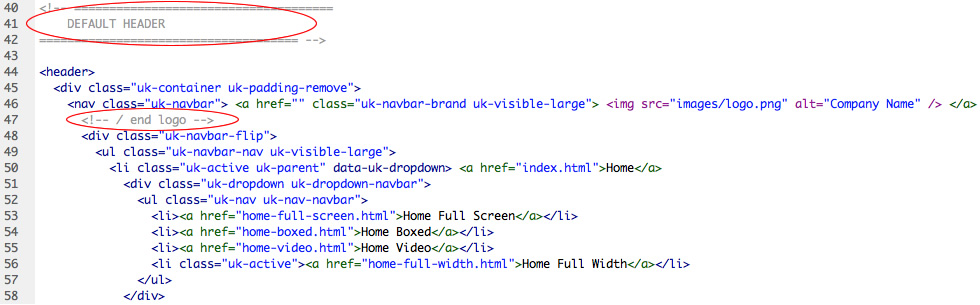 40 <!-- =====================================
41     DEFAULT HEADER
42 ===================================== -->
43
44 <header>
45   <div class="uk-container uk-padding-remove">
46     <nav class="uk-navbar"> <a href="" class="uk-navbar-brand uk-visible-large"> <img src="images/logo.png" alt="Company Name" /> </a>
47       <!-- / end logo -->
48       <div class="uk-navbar-flip">
49         <ul class="uk-navbar-nav uk-visible-large">
50           <li class="uk-active uk-parent" data-uk-dropdown> <a href="index.html">Home</a>
51             <div class="uk-dropdown uk-dropdown-navbar">
52               <ul class="uk-nav uk-nav-navbar">
53                 <li><a href="home-full-screen.html">Home Full Screen</a></li>
54                 <li><a href="home-boxed.html">Home Boxed</a></li>
55                 <li><a href="home-video.html">Home Video</a></li>
56                 <li class="uk-active"><a href="home-full-width.html">Home Full Width</a></li>
57               </ul>
58             </div>